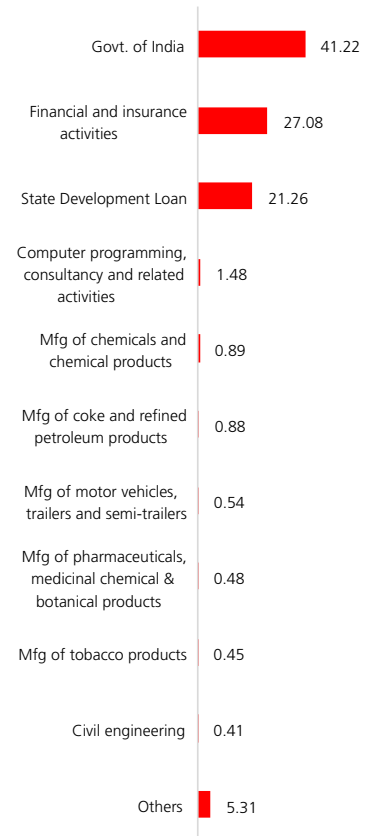 Govt. of India
41.22
Financial and insurance
activities
27.08
State Development Loan
21.26
Computer programming,
consultancy and related
activities
1.48
Mfg of chemicals and
chemical products
0.89
Mfg of coke and refined
petroleum products
0.88
Mfg of motor vehicles,
trailers and semi-trailers
0.54
Mfg of pharmaceuticals,
medicinal chemical &
botanical products
0.48
Mfg of tobacco products
0.45
Civil engineering
0.41
Others
5.31